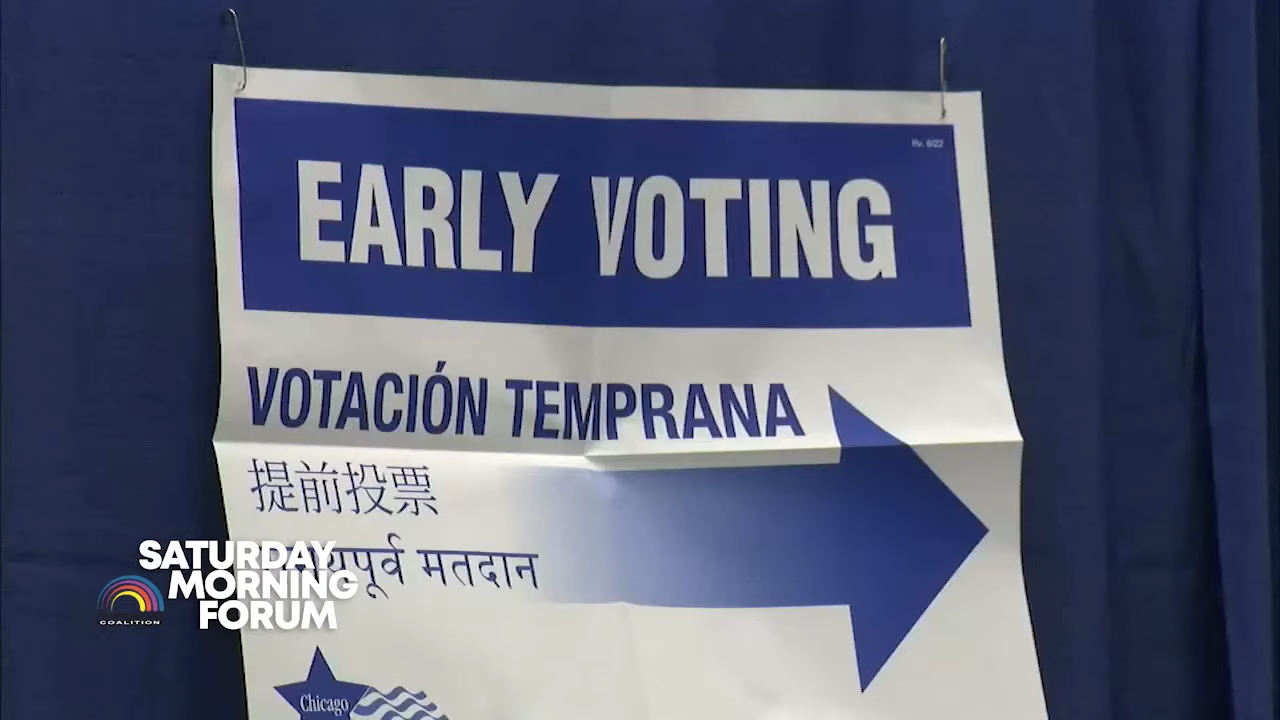 Rv. 6/22
EARLY VOTING
VOTACIÓN TEMPRANA
提前投票
मतदान
SATURDAY
MORNING
FORUM
COALITION
Chicago